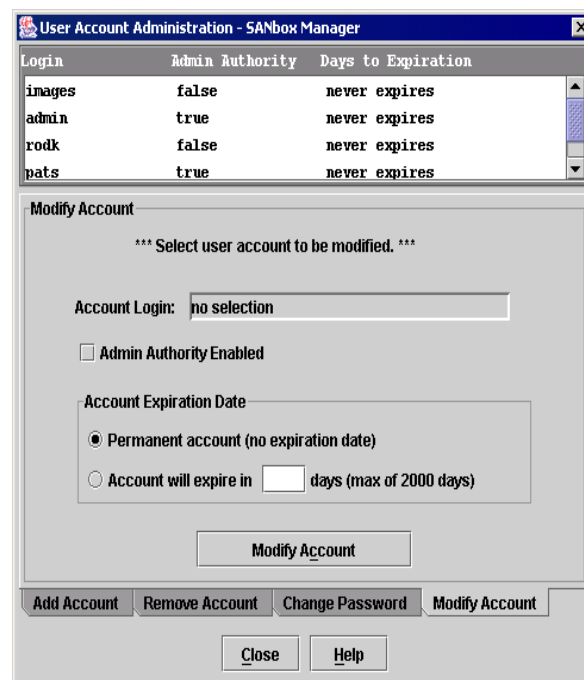 User Account Administration - SANbox Manager
Login Admin Authority Days to Expiration
images false never expires
admin true never expires
rodk false never expires
pats true never expires
Modify Account
*** Select user account to be modified. ***
Account Login: no selection
Admin Authority Enabled
Account Expiration Date
Permanent account (no expiration date)
Account will expire in days (max of 2000 days)
Modify Account
Add Account Remove Account Change Password Modify Account
Close Help